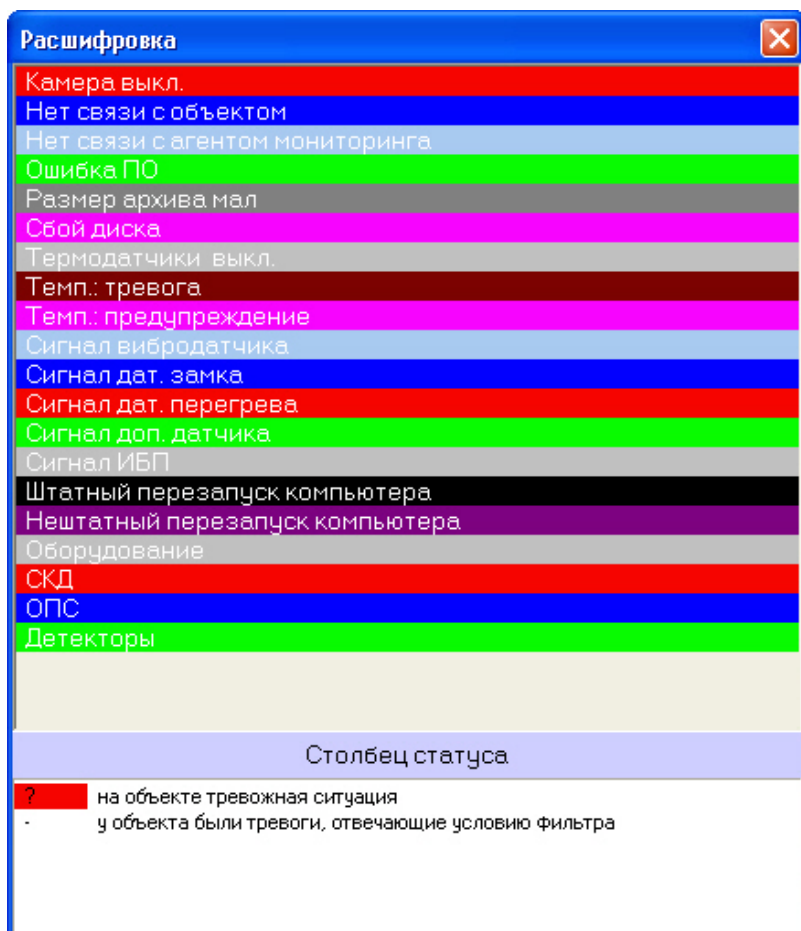 Расшифровка
Камера выкл.
Нет связи с объектом
Нет связи с агентом мониторинга
Ошибка ПО
Размер архива мал
Сбой диска
Термодатчики выкл.
Темп.: тревога
Темп.: предупреждение
Сигнал вибродатчика
Сигнал дат. замка
Сигнал дат. перегрева
Сигнал доп. датчика
Сигнал ИБП
Штатный перезапуск компьютера
Нештатный перезапуск компьютера
Оборудование
СКД
ОПС
Детекторы
Столбец статуса
? на объекте тревожная ситуация
- у объекта были тревоги, отвечающие условию фильтра